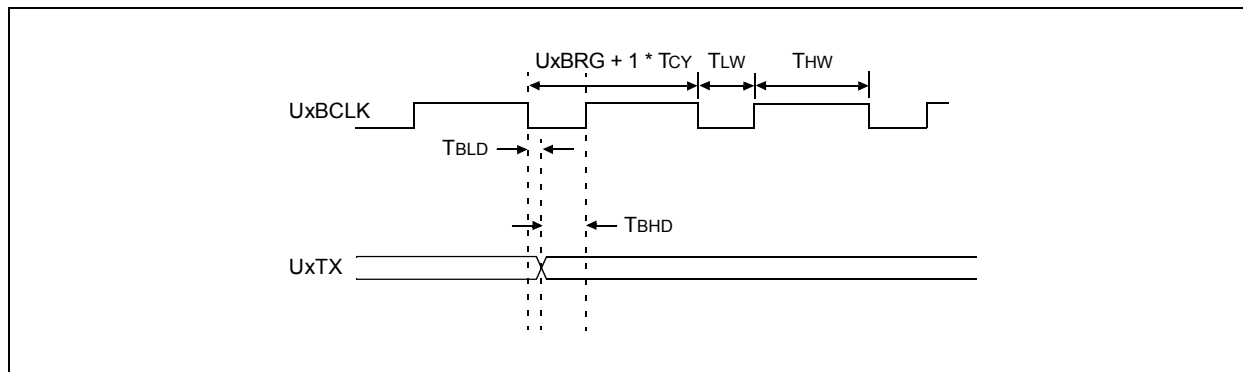 UxBRG + 1 * TCY TLW THW
UxBCLK
TBLD
TBHD
UxTX